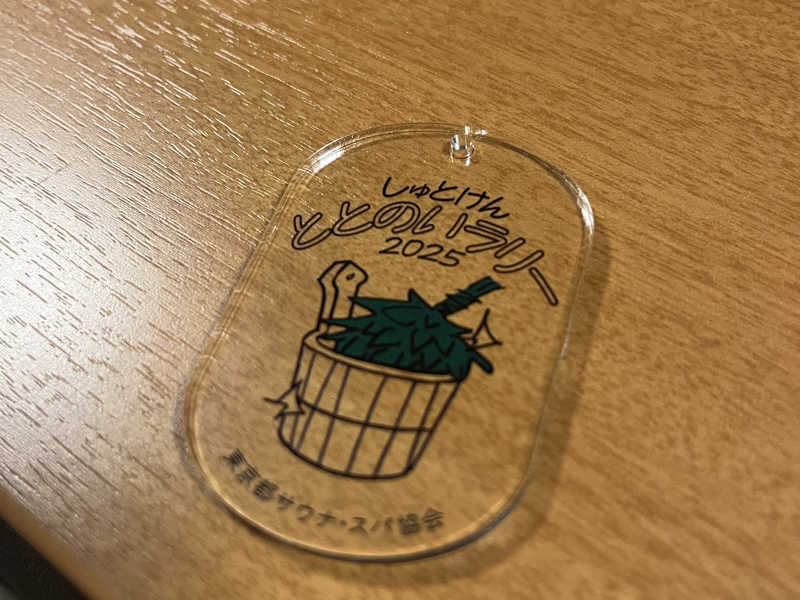 しゅとけん
ととのいラリー
2025
東京都サウナ・スパ協会